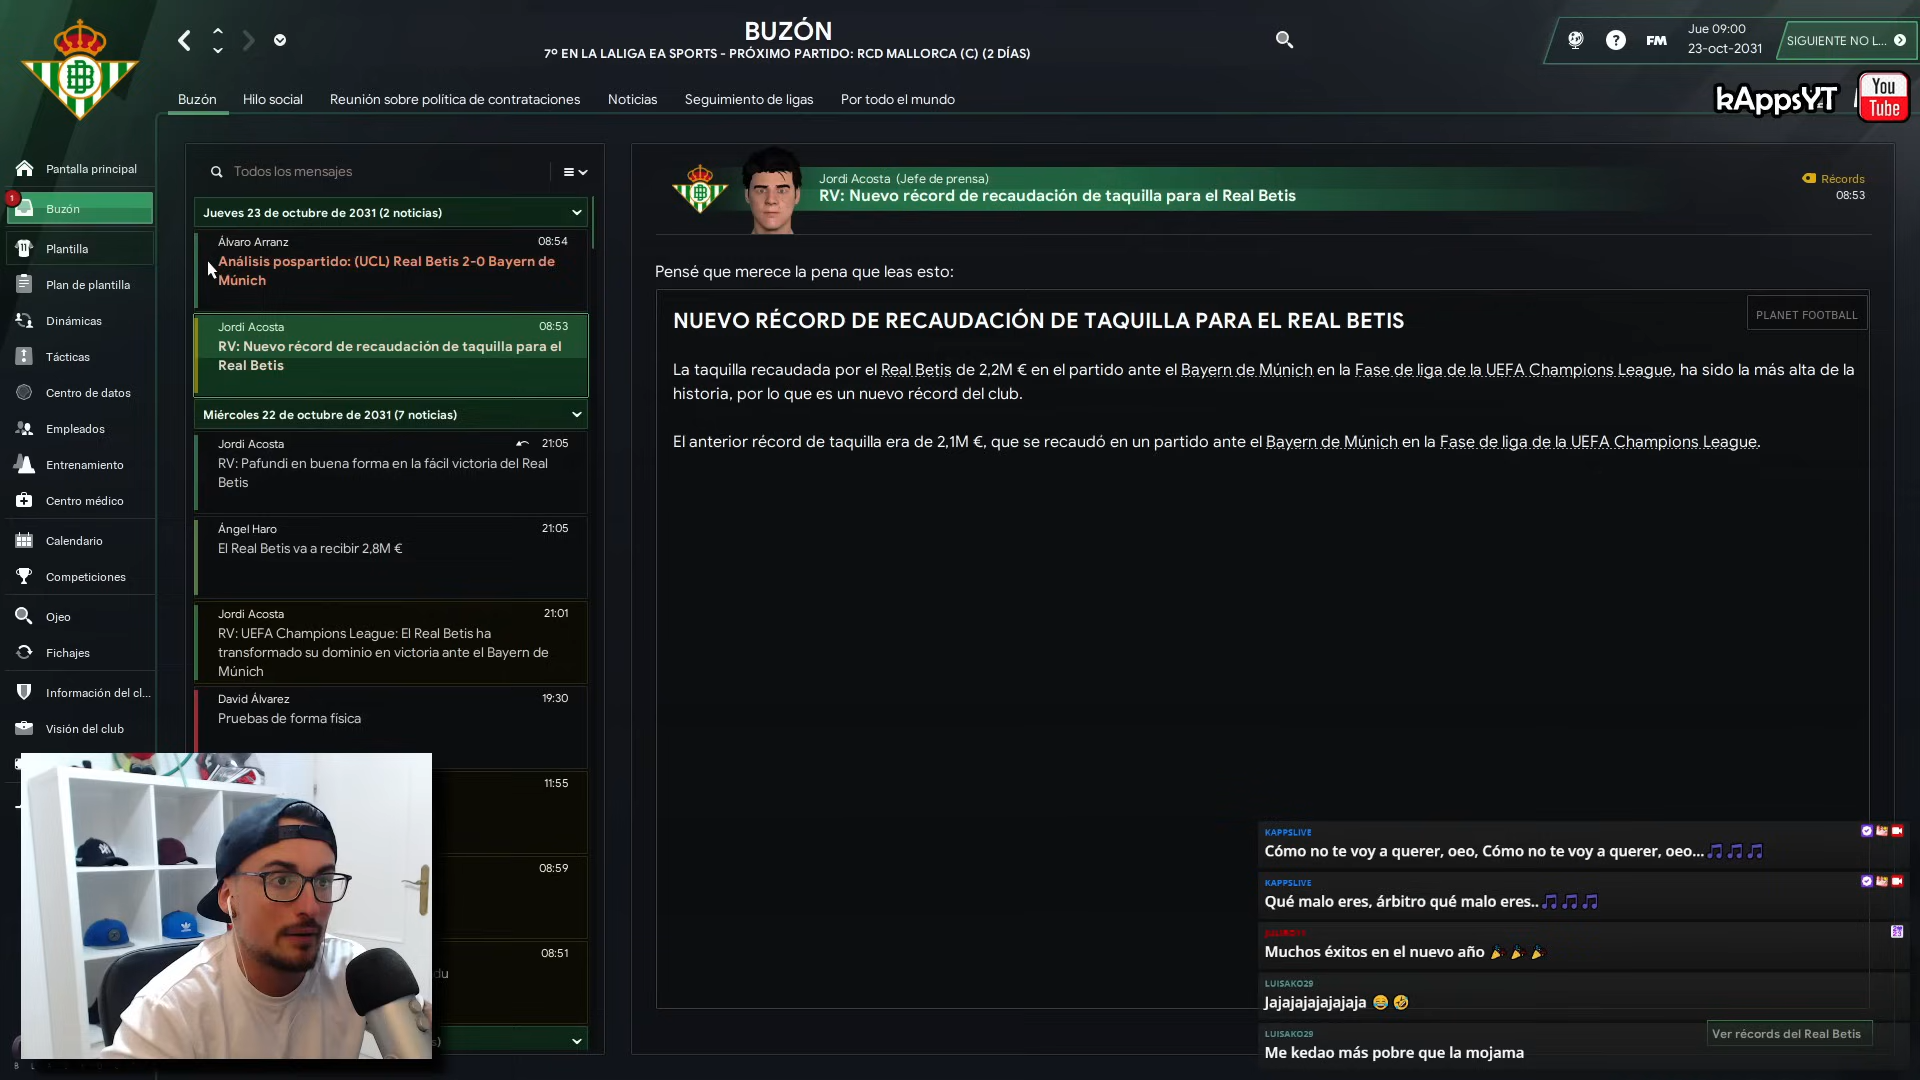 BUZÓN
7º EN LA LALIGA EA SPORTS - PRÓXIMO PARTIDO: RCD MALLORCA (C) (2 DÍAS)
FM
Jue 09:00
23-oct-2031
SIGUIENTE NO L...
kAppsYT
You
Tube
Buzón
Hilo social
Reunión sobre política de contrataciones
Noticias
Seguimiento de ligas
Por todo el mundo
Pantalla principal
1
Buzón
Plantilla
Plan de plantilla
Dinámicas
Tácticas
Centro de datos
Empleados
Entrenamiento
Centro médico
Calendario
Competiciones
Ojeo
Fichajes
Información del cl...
Visión del club
Todos los mensajes
Jueves 23 de octubre de 2031 (2 noticias)
Álvaro Arranz
08:54
Análisis pospartido: (UCL) Real Betis 2-0 Bayern de
Múnich
Jordi Acosta
08:53
RV: Nuevo récord de recaudación de taquilla para el
Real Betis
Miércoles 22 de octubre de 2031 (7 noticias)
Jordi Acosta
21:05
RV: Pafundi en buena forma en la fácil victoria del Real
Betis
Ángel Haro
21:05
El Real Betis va a recibir 2,8M €
Jordi Acosta
21:01
RV: UEFA Champions League: El Real Betis ha
transformado su dominio en victoria ante el Bayern de
Múnich
David Álvarez
19:30
Pruebas de forma física
11:55
08:59
08:51
du
Jordi Acosta (Jefe de prensa)
RV: Nuevo récord de recaudación de taquilla para el Real Betis
Récords
08:53
Pensé que merece la pena que leas esto:
NUEVO RÉCORD DE RECAUDACIÓN DE TAQUILLA PARA EL REAL BETIS
PLANET FOOTBALL
La taquilla recaudada por el Real Betis de 2,2M € en el partido ante el Bayern de Múnich en la Fase de liga de la UEFA Champions League, ha sido la más alta de la
historia, por lo que es un nuevo récord del club.
El anterior récord de taquilla era de 2,1M €, que se recaudó en un partido ante el Bayern de Múnich en la Fase de liga de la UEFA Champions League.
KAPPSLIVE
Cómo no te voy a querer, oeo, Cómo no te voy a querer, oeo...🎵🎵🎵
KAPPSLIVE
Qué malo eres, árbitro qué malo eres..🎵🎵🎵
Muchos éxitos en el nuevo año 🎉🎉🎉
LUISAKO29
Jajajajajajajaja 😂🤣
LUISAKO29
Me kedao más pobre que la mojama
Ver récords del Real Betis